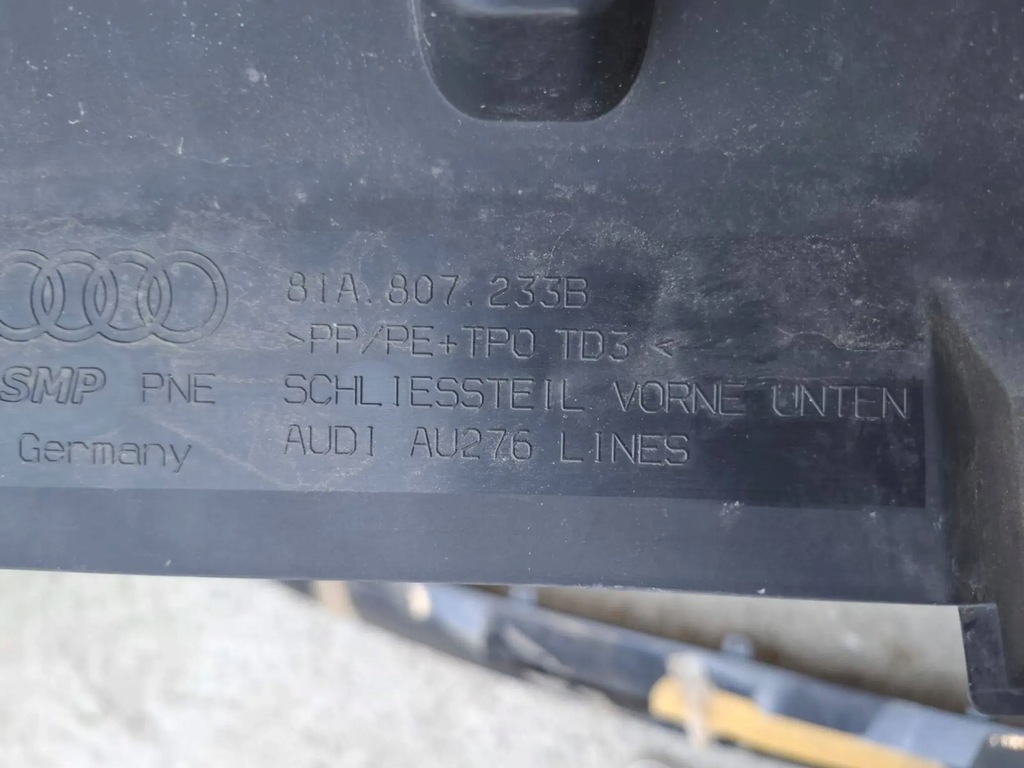 81A.807.233B
>PP/PE+TPO TD3 <
SMP PNE SCHLIESSTEIL VORNE UNTEN
Germany AUDI AU276 LINES